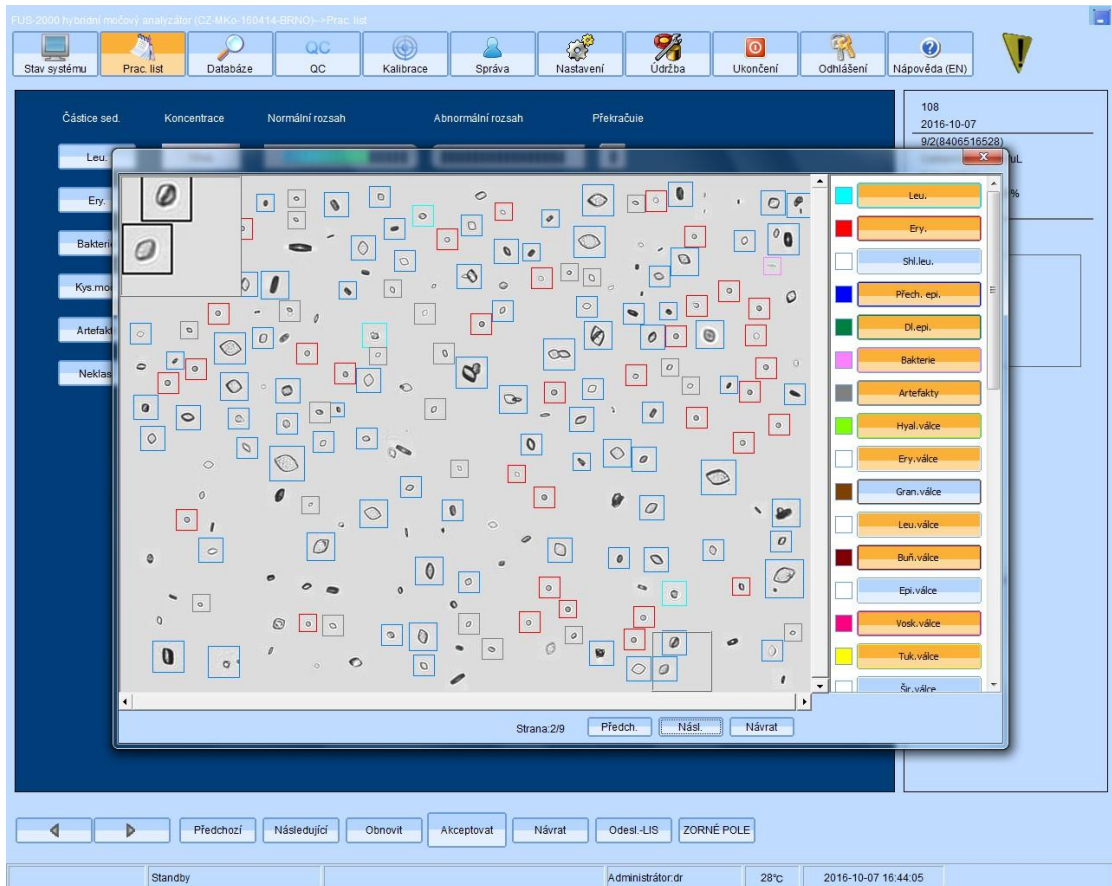 FUS-2000 hybridní močový analyzátor (CZ-MKo-160414-BRNO)-->Prac. list
Stav systému
Prac. list
Databáze
QC
QC
Kalibrace
Správa
Nastavení
Údržba
Ukončení
Odhlášení
Nápověda (EN)
Částice sed.
Koncentrace
Normální rozsah
Abnormální rozsah
Překračuie
108
2016-10-07
9/2(8406516528)
uL
%
Leu.
Ery.
Bakteri
Kys.mo
Artefak
Neklas
Leu.
Ery.
Shl.leu.
Přech. epi.
Dl.epi.
Bakterie
Artefakty
Hyal.válce
Ery.válce
Gran.válce
Leu.válce
Buň.válce
Epi.válce
Vosk.válce
Tuk.válce
Šir.válce
Strana:2/9
Předch.
Násl.
Návrat
Předchozí
Následující
Obnovit
Akceptovat
Návrat
Odesl.-LIS
ZORNÉ POLE
Standby
Administrátor:dr
28°C
2016-10-07 16:44:05